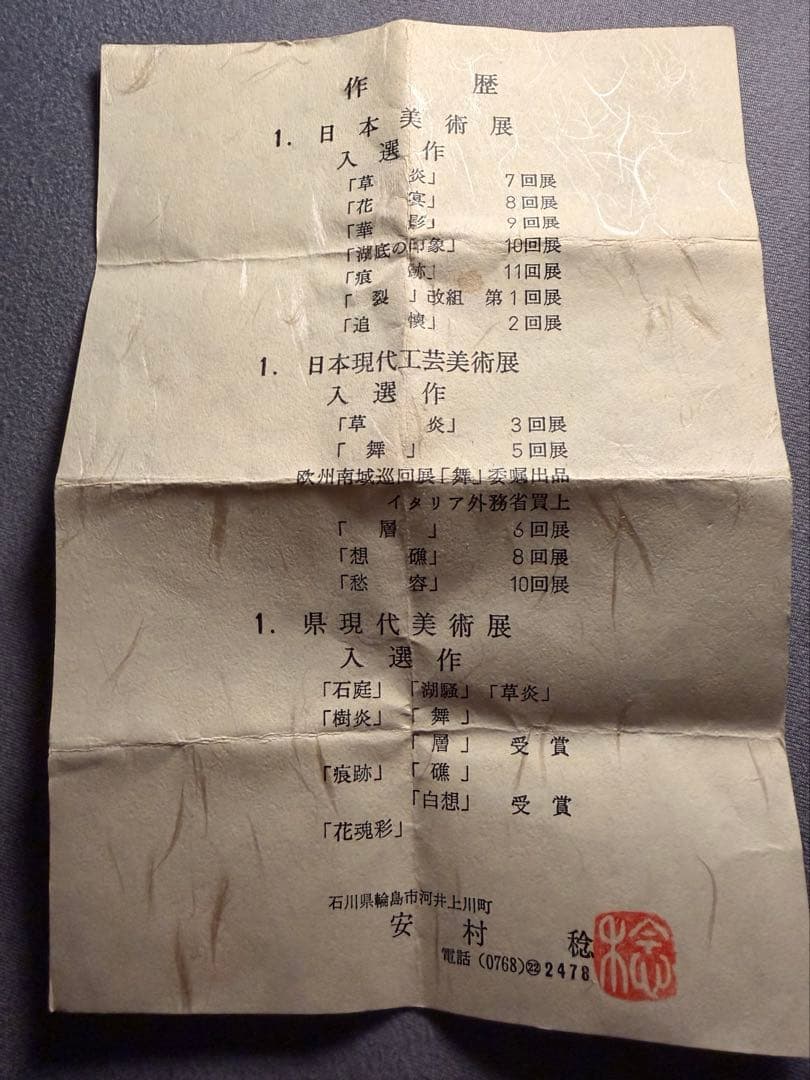 作歴
1. 日本美術展
入選作
「草炎」 7回展
「花宴」 8回展
「華影」 9回展
「湖底の印象」 10回展
「痕跡」 11回展
「裂」改組 第1回展
「追懐」 2回展
1. 日本現代工芸美術展
入選作
「草炎」 3回展
「舞」 5回展
欧州南域巡回展「舞」委嘱出品
イタリア外務省買上
「層」 6回展
「想礁」 8回展
「愁容」 10回展
1. 県現代美術展
入選作
「石庭」「湖騒」「草炎」
「樹炎」「舞」
「層」受賞
「痕跡」「礁」
「白想」受賞
「花魂彩」
石川県輪島市河井上川町
安村稔
電話(0768)㉒2478
稔